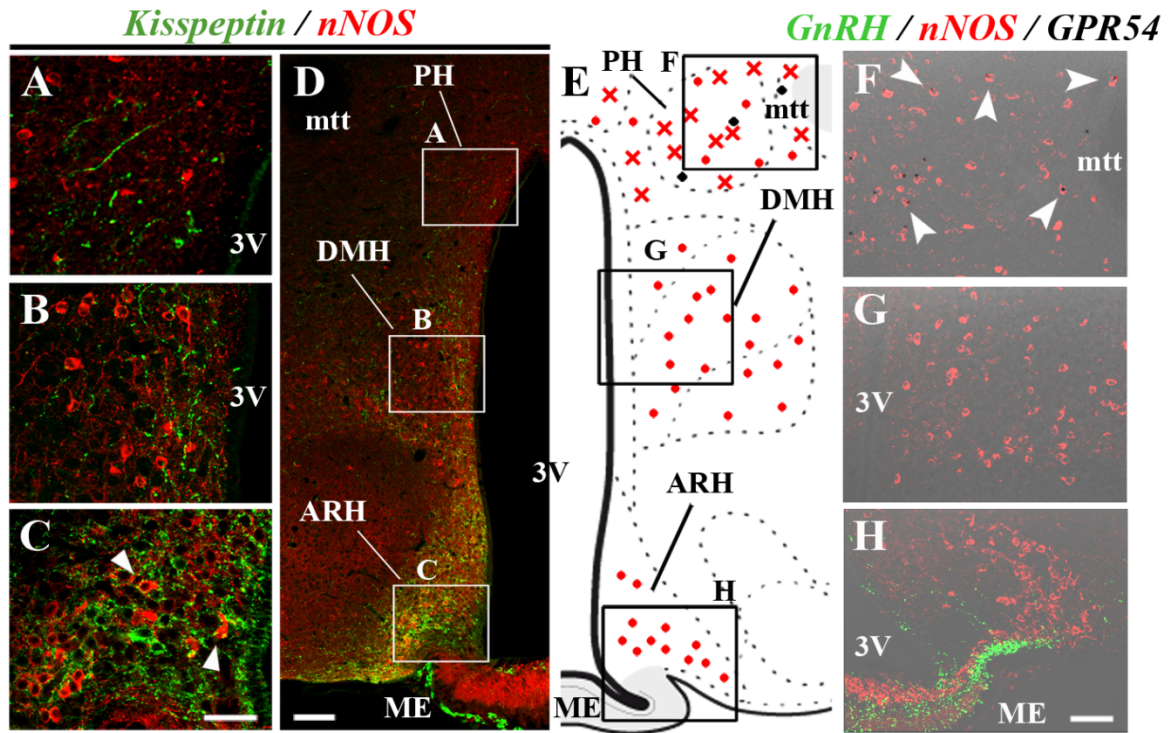 Kisspeptin / nNOS
GnRH / nNOS / GPR54
A
3V
B
3V
C
D
PH
mtt
A
DMH
B
3V
ARH
C
ME
E
PH
F
mtt
DMH
G
ARH
H
ME
F
mtt
G
3V
H
3V
ME